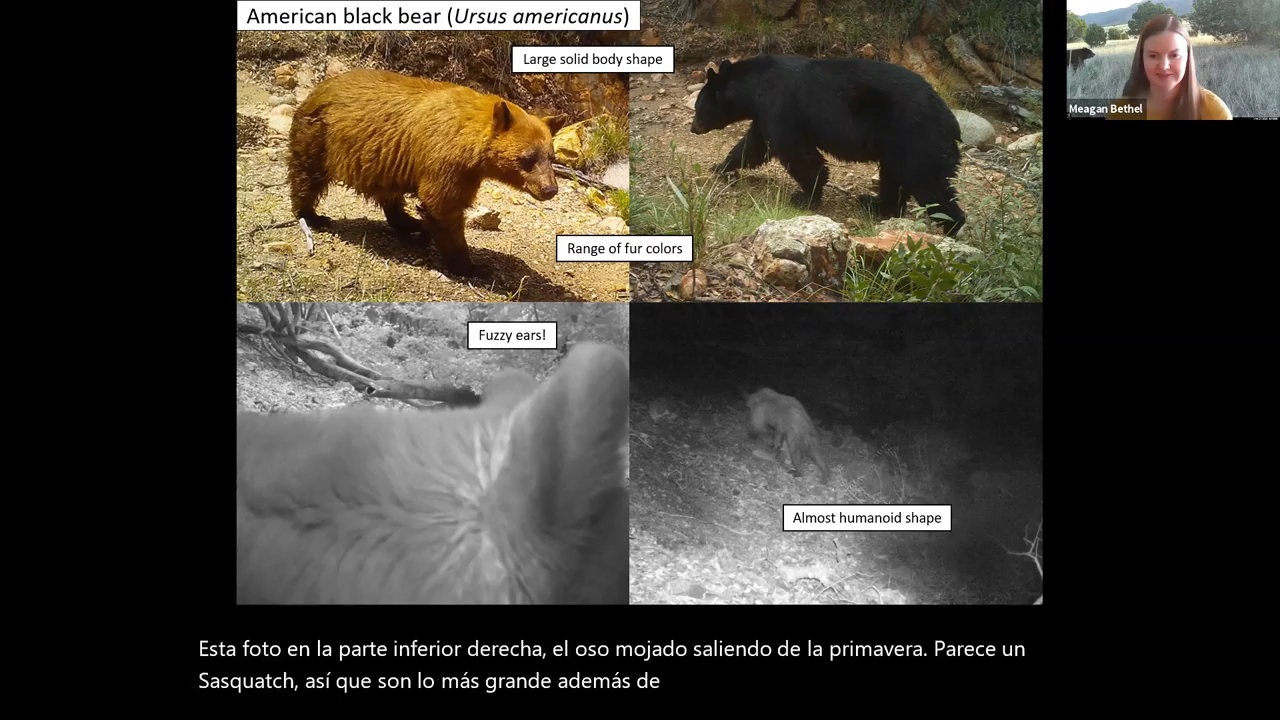 American black bear (Ursus americanus)
Large solid body shape
Meagan Bethel
Range of fur colors
Fuzzy ears!
Almost humanoid shape
Esta foto en la parte inferior derecha, el oso mojado saliendo de la primavera. Parece un
Sasquatch, así que son lo más grande además de